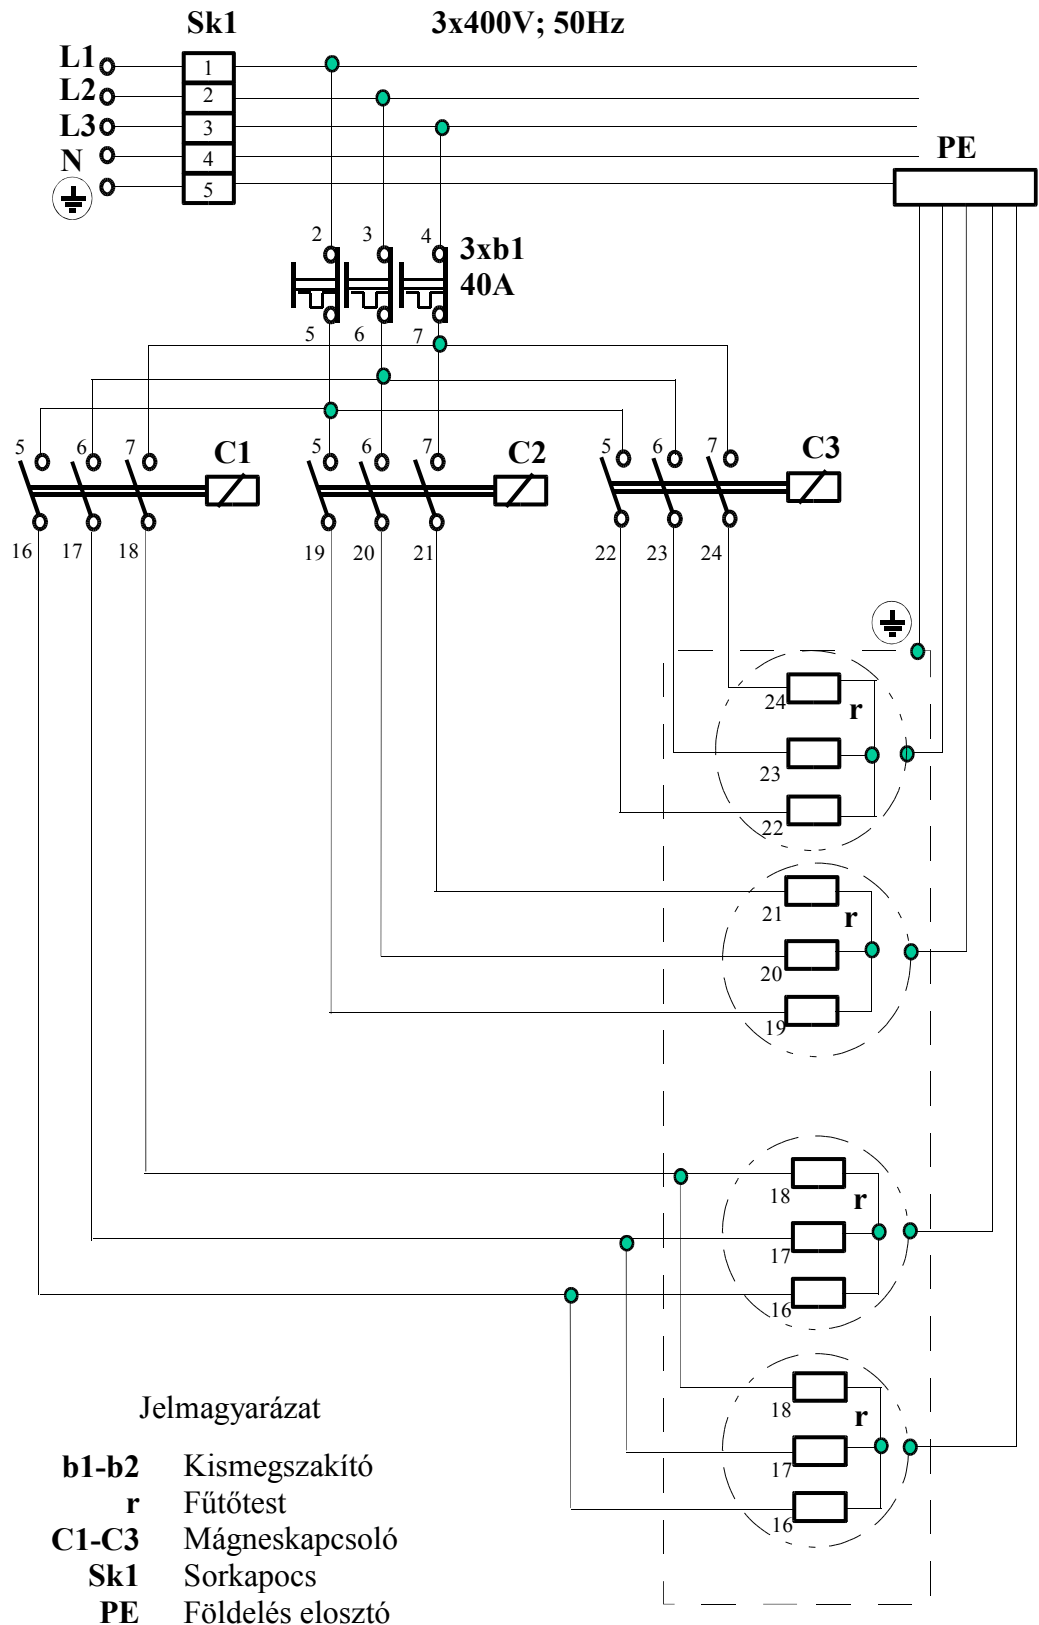 Sk1 3x400V; 50Hz
L1 1
L2 2
L3 3
N 4
5
PE
2 3 4 3xb1
40A
5 6 7
5 6 7 C1 5 6 7 C2 5 6 7 C3
16 17 18 19 20 21 22 23 24
24 r
23
22
21 r
20
19
18 r
17
16
18 r
17
16
Jelmagyarázat
b1-b2 Kismegszakító
r Fűtőtest
C1-C3 Mágneskapcsoló
Sk1 Sorkapocs
PE Földelés elosztó